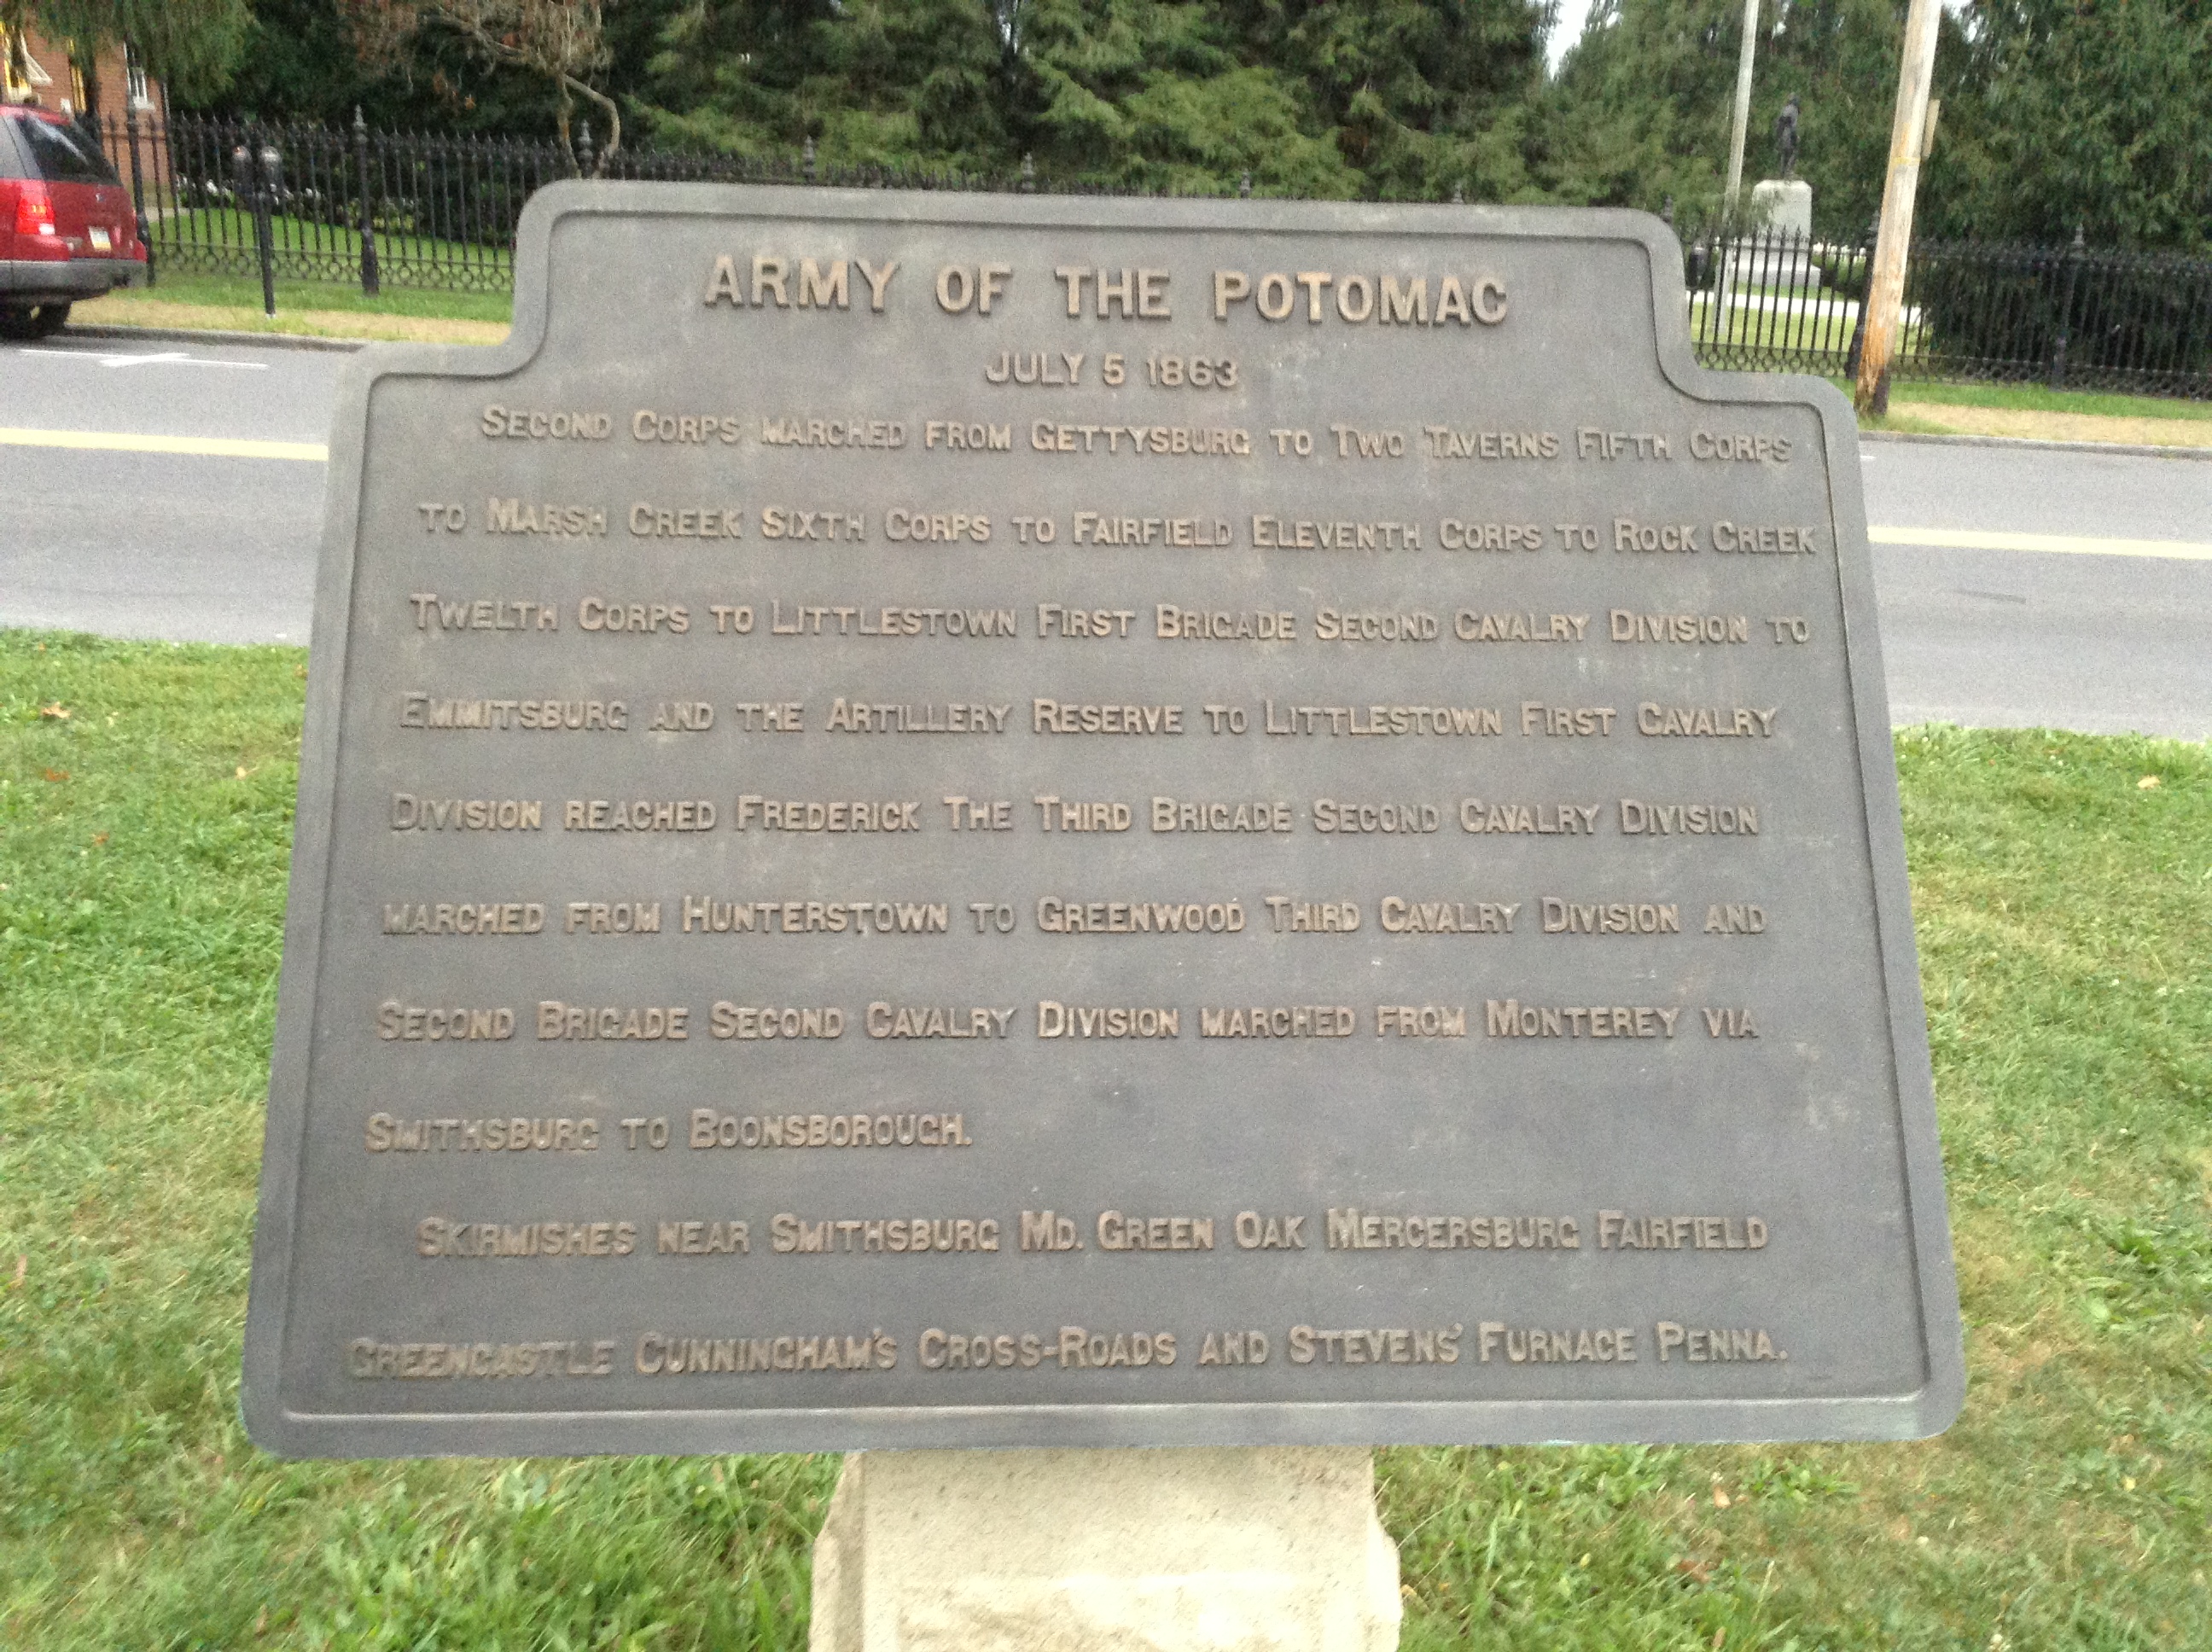 ARMY OF THE POTOMAC
JULY 5 1863
SECOND CORPS MARCHED FROM GETTYSBURG TO TWO TAVERNS FIFTH CORPS
TO MARSH CREEK SIXTH CORPS TO FAIRFIELD ELEVENTH CORPS TO ROCK CREEK
TWELTH CORPS TO LITTLESTOWN FIRST BRIGADE SECOND CAVALRY DIVISION TO
EMMITSBURG AND THE ARTILLERY RESERVE TO LITTLESTOWN FIRST CAVALRY
DIVISION REACHED FREDERICK THE THIRD BRIGADE SECOND CAVALRY DIVISION
MARCHED FROM HUNTERSTOWN TO GREENWOOD THIRD CAVALRY DIVISION AND
SECOND BRIGADE SECOND CAVALRY DIVISION MARCHED FROM MONTEREY VIA
SMITHSBURG TO BOONSBOROUGH.
SKIRMISHES NEAR SMITHSBURG MD. GREEN OAK MERCERSBURG FAIRFIELD
GREENCASTLE CUNNINGHAM'S CROSS-ROADS AND STEVENS' FURNACE PENNA.